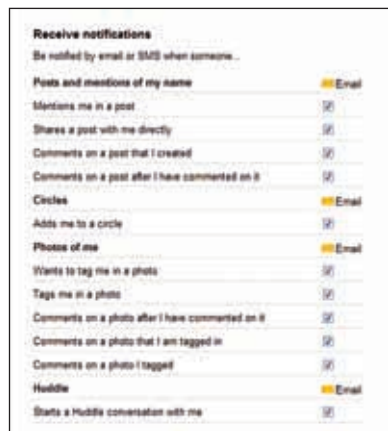 Receive notifications
Be notified by email or SMS when someone...
Posts and mentions of my name Email
Mentions me in a post
Shares a post with me directly
Comments on a post that I created
Comments on a post after I have commented on it
Circles Email
Adds me to a circle
Photos of me Email
Wants to tag me in a photo
Tags me in a photo
Comments on a photo after I have commented on it
Comments on a photo that I am tagged in
Comments on a photo I tagged
Huddle Email
Starts a Huddle conversation with me